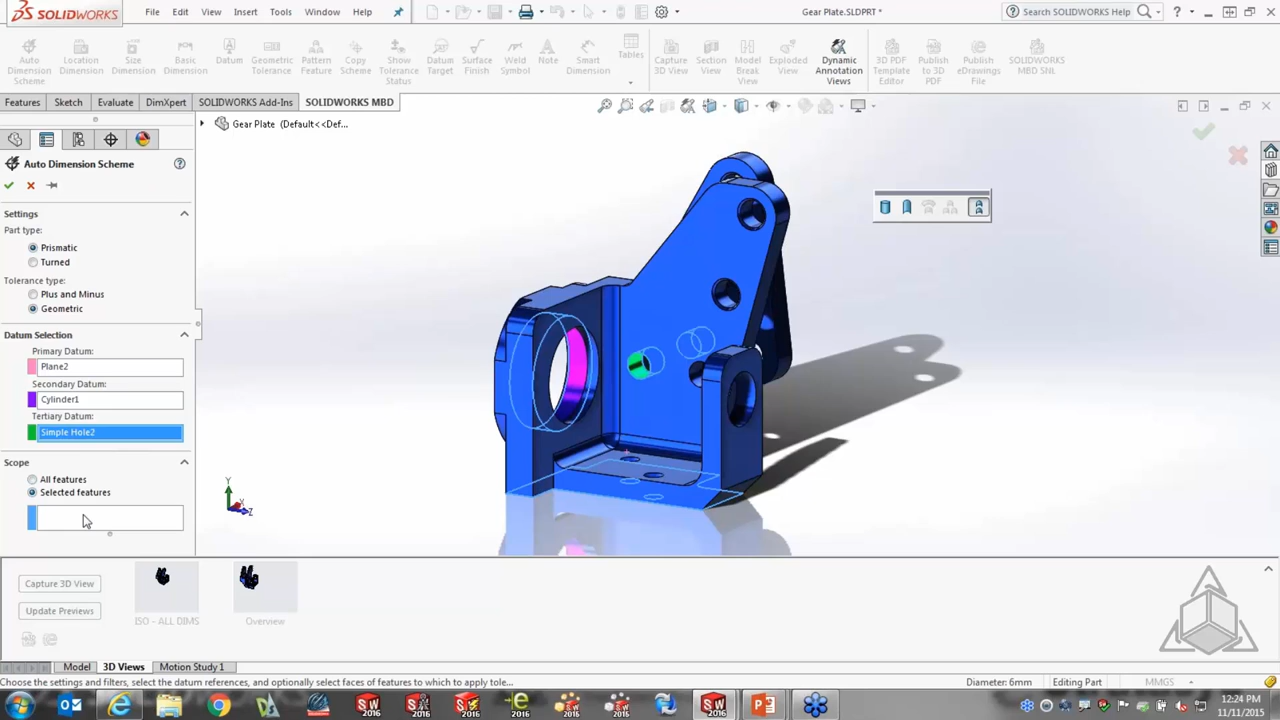 SOLIDWORKS
File Edit View Insert Tools Window Help
Gear Plate.SLDPRT *
Search SOLIDWORKS Help
Auto Dimension Scheme
Location Dimension
Size Dimension
Basic Dimension
Datum
Geometric Tolerance
Pattern Feature
Copy Scheme
Show Tolerance Status
Datum Target
Surface Finish
Weld Symbol
Note
Smart Dimension
Tables
Capture 3D View
Section View
Model Break View
Exploded View
Dynamic Annotation Views
3D PDF Template Editor
Publish to 3D PDF
Publish eDrawings File
SOLIDWORKS MBD SNL
Features Sketch Evaluate DimXpert SOLIDWORKS Add-Ins SOLIDWORKS MBD
Gear Plate (Default<<Def...
Auto Dimension Scheme
Settings
Part type:
Prismatic
Turned
Tolerance type:
Plus and Minus
Geometric
Datum Selection
Primary Datum:
Plane2
Secondary Datum:
Cylinder1
Tertiary Datum:
Simple Hole2
Scope
All features
Selected features
Y
X
Z
Capture 3D View
Update Previews
ISO - ALL DIMS
Overview
Model 3D Views Motion Study 1
Select the settings and filters, select the datum references, and optionally select faces of features to which to apply tole...
Diameter: 6mm
Editing Part
MMGS
12:24 PM
11/11/2015